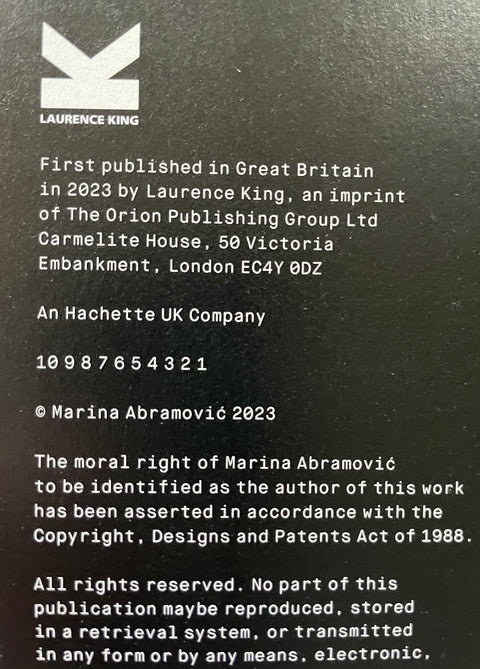 LAURENCE KING
First published in Great Britain
in 2023 by Laurence King, an imprint
of The Orion Publishing Group Ltd
Carmelite House, 50 Victoria
Embankment, London EC4Y 0DZ
An Hachette UK Company
10 9 8 7 6 5 4 3 2 1
© Marina Abramović 2023
The moral right of Marina Abramović
to be identified as the author of this work
has been asserted in accordance with the
Copyright, Designs and Patents Act of 1988.
All rights reserved. No part of this
publication maybe reproduced, stored
in a retrieval system, or transmitted
in any form or by any means, electronic,